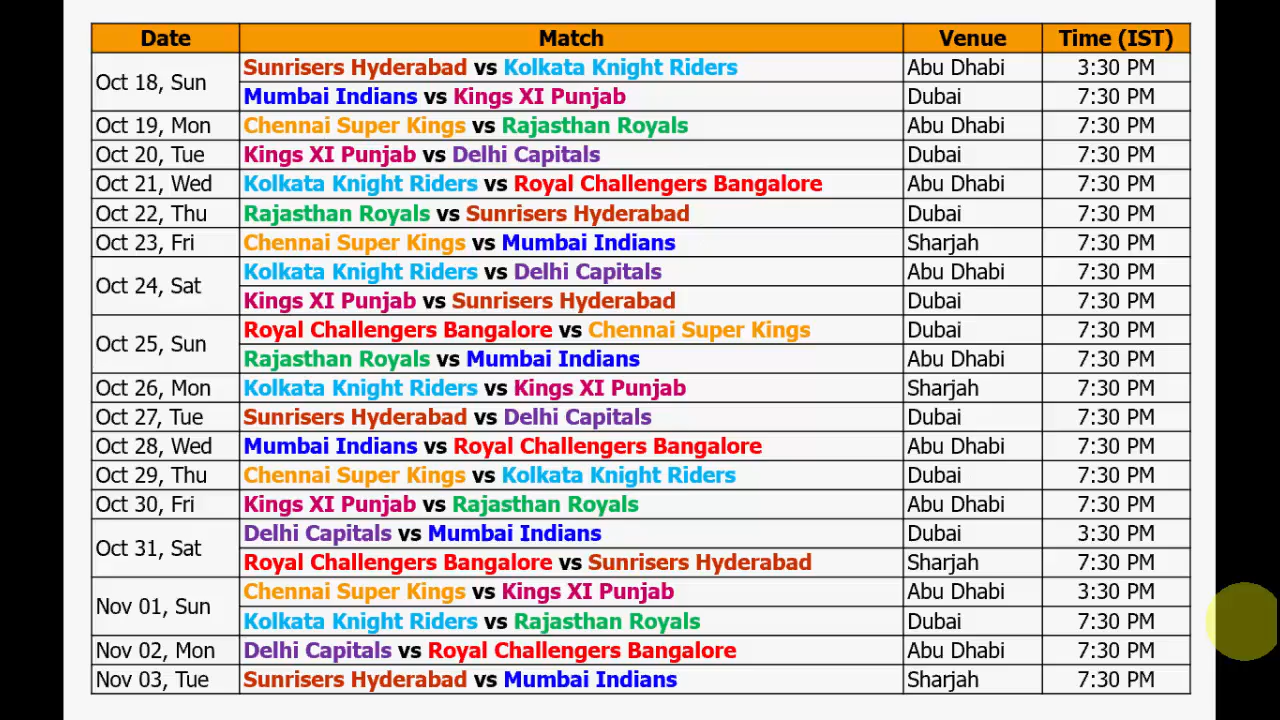 Date Match Venue Time (IST)
Oct 18, Sun Sunrisers Hyderabad vs Kolkata Knight Riders Abu Dhabi 3:30 PM
Mumbai Indians vs Kings XI Punjab Dubai 7:30 PM
Oct 19, Mon Chennai Super Kings vs Rajasthan Royals Abu Dhabi 7:30 PM
Oct 20, Tue Kings XI Punjab vs Delhi Capitals Dubai 7:30 PM
Oct 21, Wed Kolkata Knight Riders vs Royal Challengers Bangalore Abu Dhabi 7:30 PM
Oct 22, Thu Rajasthan Royals vs Sunrisers Hyderabad Dubai 7:30 PM
Oct 23, Fri Chennai Super Kings vs Mumbai Indians Sharjah 7:30 PM
Oct 24, Sat Kolkata Knight Riders vs Delhi Capitals Abu Dhabi 7:30 PM
Kings XI Punjab vs Sunrisers Hyderabad Dubai 7:30 PM
Oct 25, Sun Royal Challengers Bangalore vs Chennai Super Kings Dubai 7:30 PM
Rajasthan Royals vs Mumbai Indians Abu Dhabi 7:30 PM
Oct 26, Mon Kolkata Knight Riders vs Kings XI Punjab Sharjah 7:30 PM
Oct 27, Tue Sunrisers Hyderabad vs Delhi Capitals Dubai 7:30 PM
Oct 28, Wed Mumbai Indians vs Royal Challengers Bangalore Abu Dhabi 7:30 PM
Oct 29, Thu Chennai Super Kings vs Kolkata Knight Riders Dubai 7:30 PM
Oct 30, Fri Kings XI Punjab vs Rajasthan Royals Abu Dhabi 7:30 PM
Oct 31, Sat Delhi Capitals vs Mumbai Indians Dubai 3:30 PM
Royal Challengers Bangalore vs Sunrisers Hyderabad Sharjah 7:30 PM
Nov 01, Sun Chennai Super Kings vs Kings XI Punjab Abu Dhabi 3:30 PM
Kolkata Knight Riders vs Rajasthan Royals Dubai 7:30 PM
Nov 02, Mon Delhi Capitals vs Royal Challengers Bangalore Abu Dhabi 7:30 PM
Nov 03, Tue Sunrisers Hyderabad vs Mumbai Indians Sharjah 7:30 PM